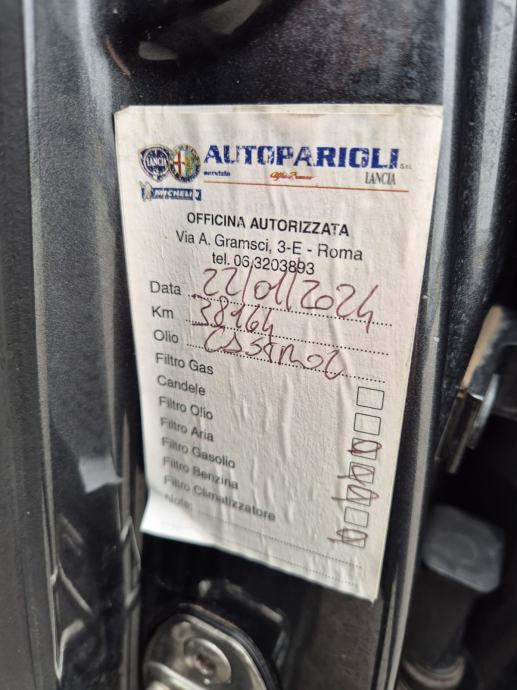 LANCIA
AUTOPARIGLI S.r.l.
servizio Alfa Romeo LANCIA
MICHELIN
OFFICINA AUTORIZZATA
Via A. Gramsci, 3-E - Roma
tel. 06 3203893
Data 22/01/2024
Km 38164
Olio CASTROL
Filtro Gas
Candele
Filtro Olio
Filtro Aria
Filtro Gasolio
Filtro Benzina
Filtro Climatizzatore
Note: